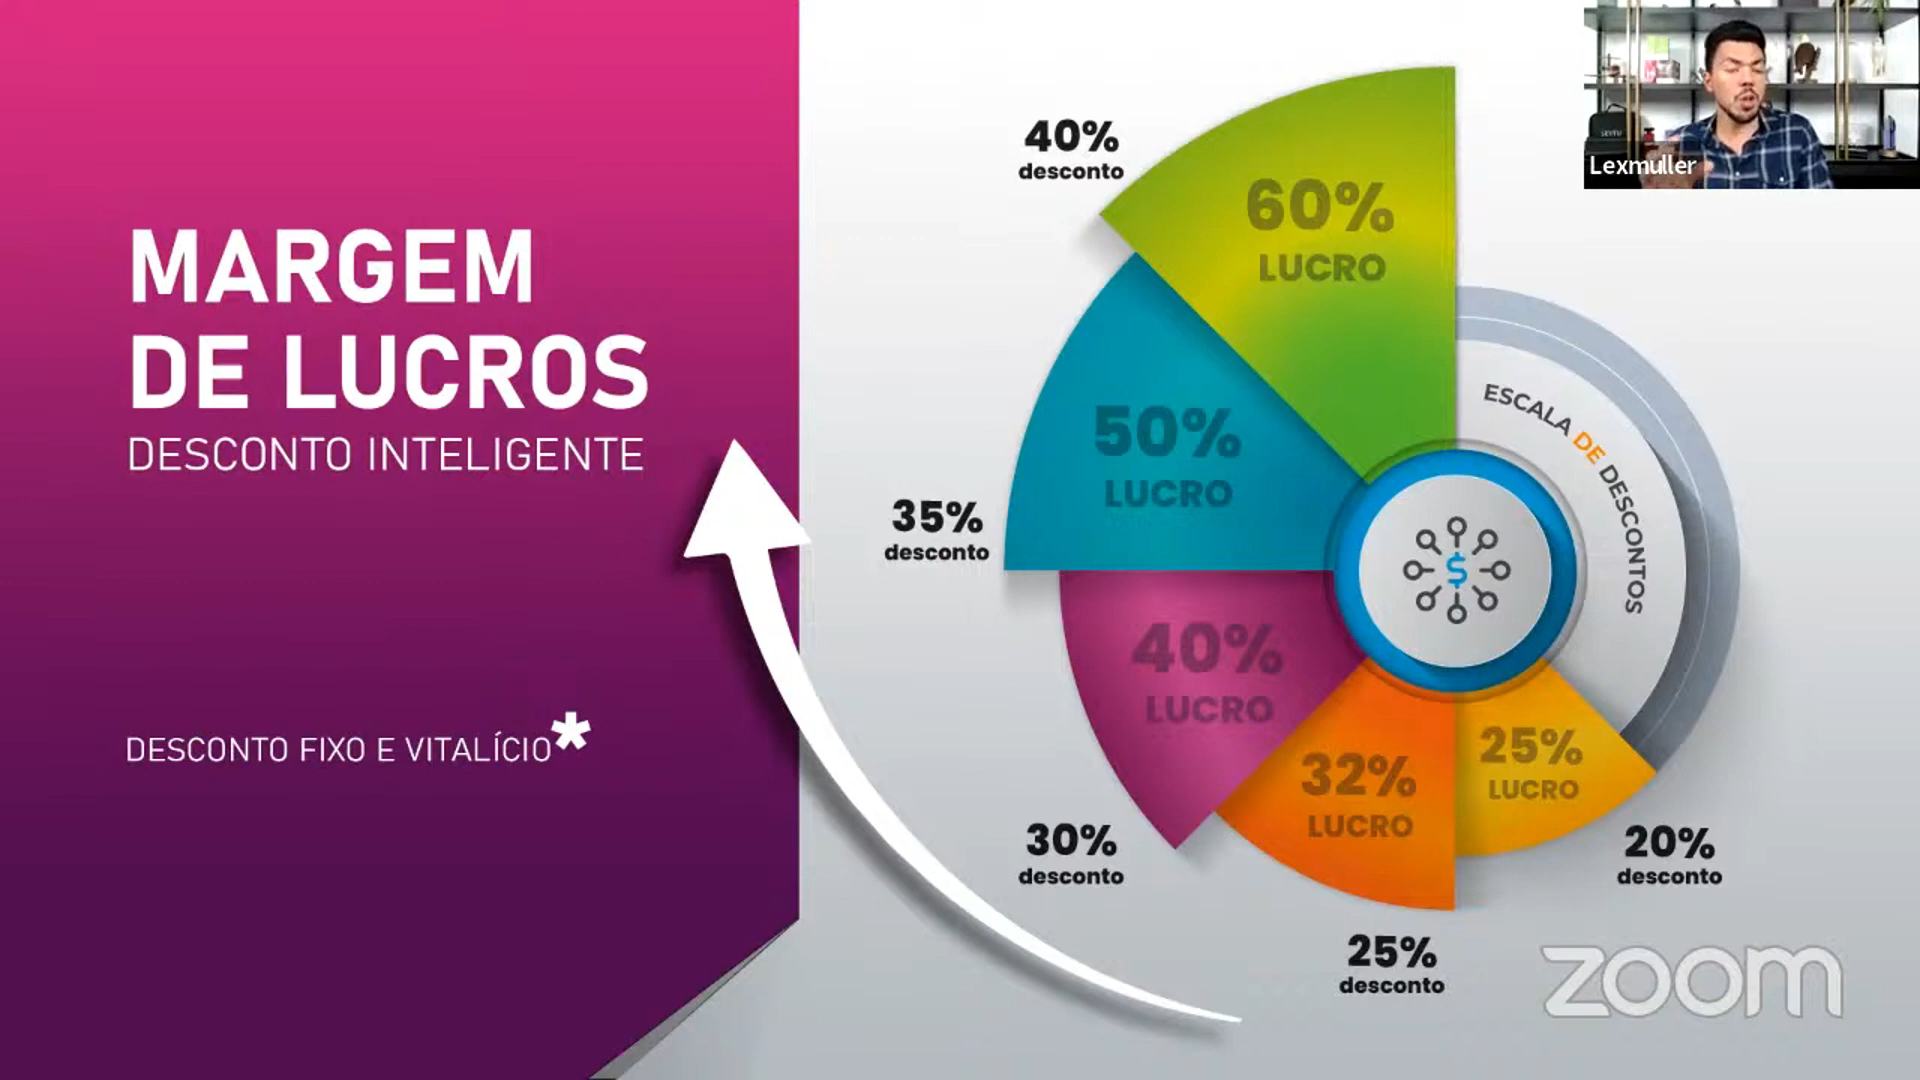 MARGEM
DE LUCROS
DESCONTO INTELIGENTE
DESCONTO FIXO E VITALÍCIO*
40%
desconto
60%
LUCRO
35%
desconto
50%
LUCRO
30%
desconto
40%
LUCRO
25%
desconto
32%
LUCRO
20%
desconto
25%
LUCRO
ESCALA DE DESCONTOS
$
Lexmuller
zoom